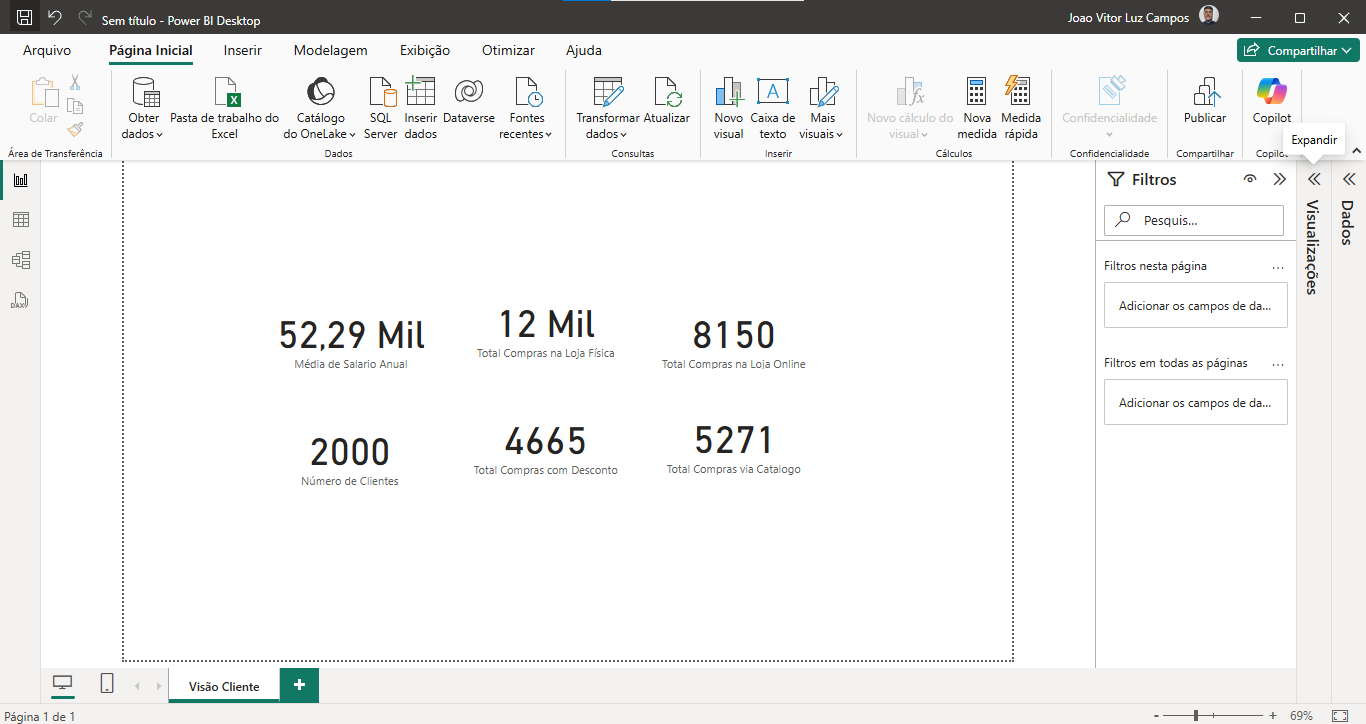 Sem título - Power BI Desktop
Joao Vitor Luz Campos
Arquivo
Página Inicial
Inserir
Modelagem
Exibição
Otimizar
Ajuda
Compartilhar
Colar
Obter
dados
Pasta de trabalho do
Excel
Catálogo
do OneLake
SQL
Server
Inserir
dados
Dataverse
Fontes
recentes
Transformar
dados
Atualizar
Novo
visual
Caixa de
texto
Mais
visuais
Novo cálculo do
visual
Nova
medida
Medida
rápida
Confidencialidade
Publicar
Copilot
Expandir
Área de Transferência
Dados
Consultas
Inserir
Cálculos
Confidencialidade
Compartilhar
Copilot
DAX
Filtros
Pesquis...
Filtros nesta página
...
Adicionar os campos de da...
Filtros em todas as páginas
...
Adicionar os campos de da...
Visualizações
Dados
52,29 Mil
Média de Salario Anual
12 Mil
Total Compras na Loja Física
8150
Total Compras na Loja Online
2000
Número de Clientes
4665
Total Compras com Desconto
5271
Total Compras via Catalogo
Visão Cliente
+
Página 1 de 1
- + 69%